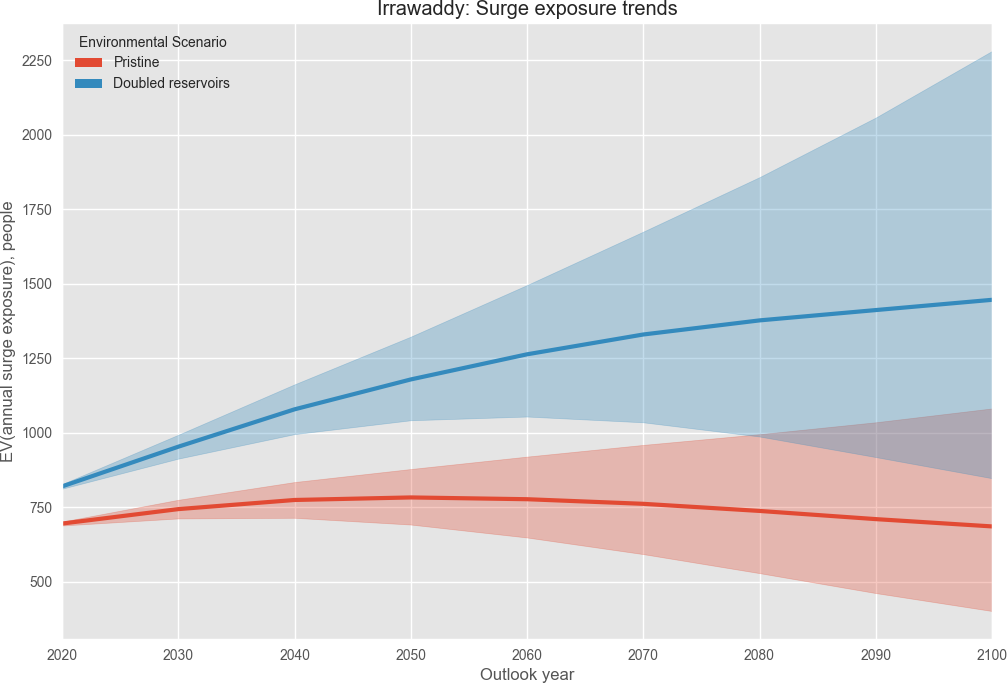 Irrawaddy: Surge exposure trends
Environmental Scenario
Pristine
Doubled reservoirs
EV(annual surge exposure), people
2250
2000
1750
1500
1250
1000
750
500
2020 2030 2040 2050 2060 2070 2080 2090 2100
Outlook year